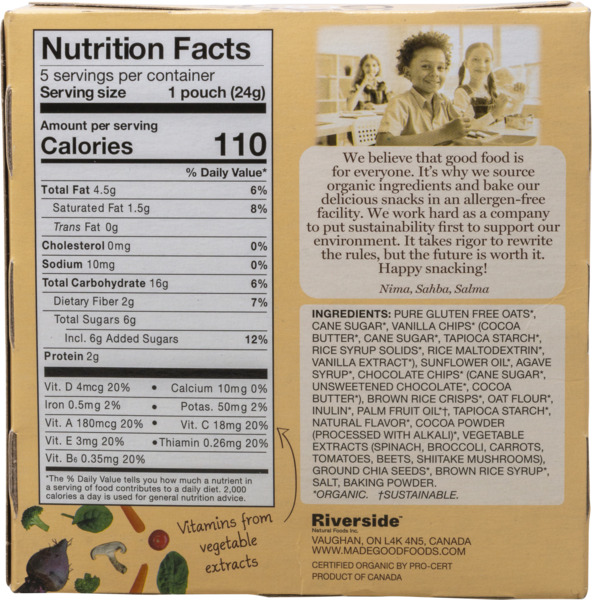 Nutrition Facts
5 servings per container
Serving size 1 pouch (24g)
Amount per serving
Calories 110
% Daily Value*
Total Fat 4.5g 6%
Saturated Fat 1.5g 8%
Trans Fat 0g
Cholesterol 0mg 0%
Sodium 10mg 0%
Total Carbohydrate 16g 6%
Dietary Fiber 2g 7%
Total Sugars 6g
Incl. 6g Added Sugars 12%
Protein 2g
Vit. D 4mcg 20% • Calcium 10mg 0%
Iron 0.5mg 2% • Potas. 50mg 2%
Vit. A 180mcg 20% • Vit. C 18mg 20%
Vit. E 3mg 20% • Thiamin 0.26mg 20%
Vit. B6 0.35mg 20%
*The % Daily Value tells you how much a nutrient in
a serving of food contributes to a daily diet. 2,000
calories a day is used for general nutrition advice.
Vitamins from
vegetable
extracts
We believe that good food is
for everyone. It's why we source
organic ingredients and bake our
delicious snacks in an allergen-free
facility. We work hard as a company
to put sustainability first to support our
environment. It takes rigor to rewrite
the rules, but the future is worth it.
Happy snacking!
Nima, Sahba, Salma
INGREDIENTS: PURE GLUTEN FREE OATS*,
CANE SUGAR*, VANILLA CHIPS* (COCOA
BUTTER*, CANE SUGAR*, TAPIOCA STARCH*,
RICE SYRUP SOLIDS*, RICE MALTODEXTRIN*,
VANILLA EXTRACT*), SUNFLOWER OIL*, AGAVE
SYRUP*, CHOCOLATE CHIPS* (CANE SUGAR*,
UNSWEETENED CHOCOLATE*, COCOA
BUTTER*), BROWN RICE CRISPS*, OAT FLOUR*,
INULIN*, PALM FRUIT OIL*†, TAPIOCA STARCH*,
NATURAL FLAVOR*, COCOA POWDER
(PROCESSED WITH ALKALI)*, VEGETABLE
EXTRACTS (SPINACH, BROCCOLI, CARROTS,
TOMATOES, BEETS, SHIITAKE MUSHROOMS),
GROUND CHIA SEEDS*, BROWN RICE SYRUP*,
SALT, BAKING POWDER.
*ORGANIC. †SUSTAINABLE.
Riverside™
Natural Foods Inc.
VAUGHAN, ON L4K 4N5, CANADA
WWW.MADEGOODFOODS.COM
CERTIFIED ORGANIC BY PRO-CERT
PRODUCT OF CANADA